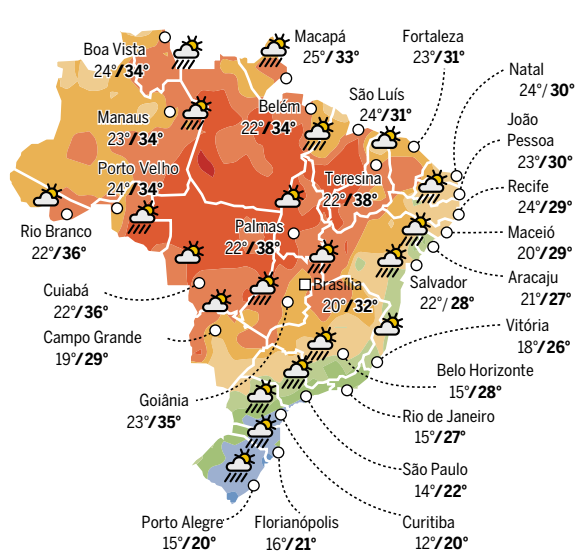 Boa Vista
24°/34°
Macapá
25°/33°
Fortaleza
23°/31°
Natal
24°/30°
João
Pessoa
23°/30°
Recife
24°/29°
Maceió
20°/29°
Aracaju
21°/27°
Vitória
18°/26°
Belém
22°/34°
São Luís
24°/31°
Manaus
23°/34°
Porto Velho
24°/34°
Teresina
22°/38°
Rio Branco
22°/36°
Palmas
22°/38°
Cuiabá
22°/36°
Brasília
20°/32°
Salvador
22°/28°
Campo Grande
19°/29°
Goiânia
23°/35°
Belo Horizonte
15°/28°
Rio de Janeiro
15°/27°
São Paulo
14°/22°
Porto Alegre
15°/20°
Florianópolis
16°/21°
Curitiba
12°/20°